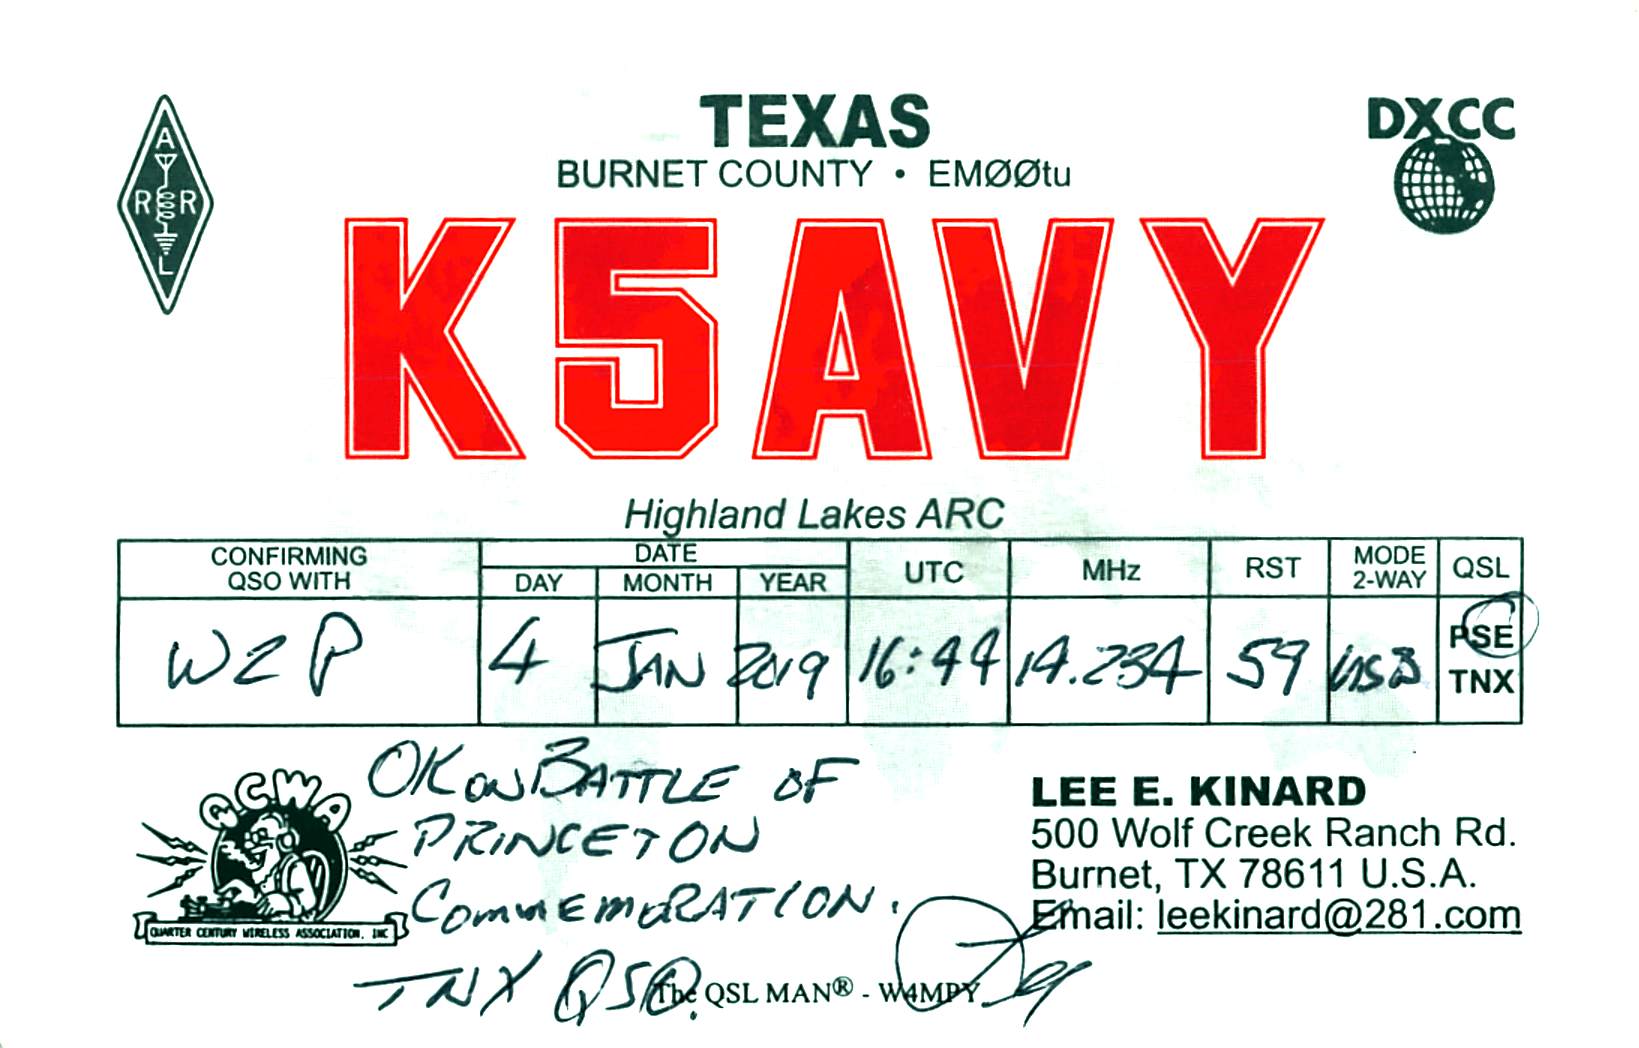 TEXAS
BURNET COUNTY • EMØØtu
DXCC
ARRL
K5AVY
Highland Lakes ARC
CONFIRMING QSO WITH
DATE
DAY MONTH YEAR
UTC
MHz
RST
MODE 2-WAY
QSL
W2P 4 JAN 2019 16:44 14.234 59 USB PSE
TNX
OK on BATTLE OF
PRINCETON
COMMEMORATION.
TNX QSO.
QCWA
QUARTER CENTURY WIRELESS ASSOCIATION, INC
LEE E. KINARD
500 Wolf Creek Ranch Rd.
Burnet, TX 78611 U.S.A.
Email: leekinard@281.com
The QSL MAN® - W4MPY